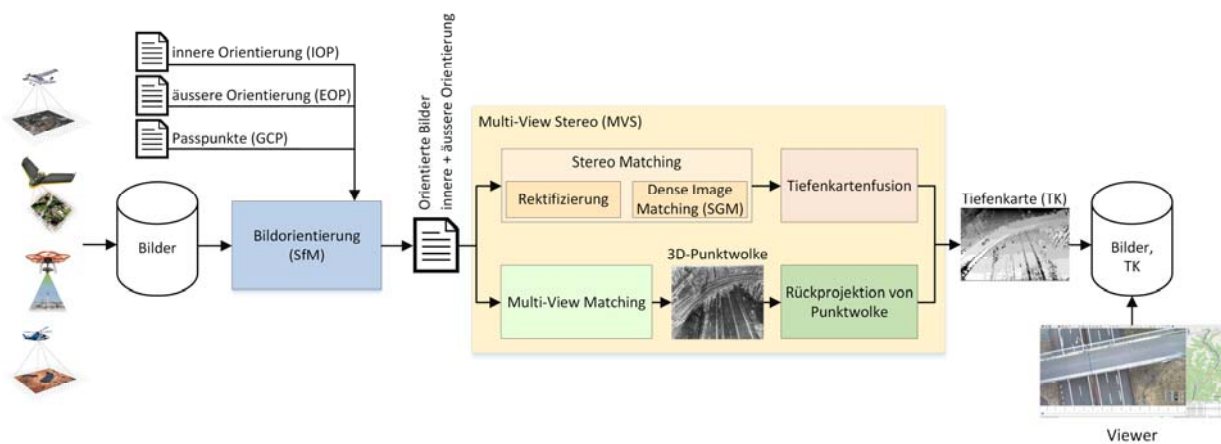 innere Orientierung (IOP)
äussere Orientierung (EOP)
Passpunkte (GCP)
Bilder
Bildorientierung
(SfM)
Orientierte Bilder
innere + äussere Orientierung
Multi-View Stereo (MVS)
Stereo Matching
Rektifizierung
Dense Image
Matching (SGM)
Tiefenkartenfusion
Multi-View Matching
3D-Punktwolke
Rückprojektion von
Punktwolke
Tiefenkarte (TK)
Bilder,
TK
Viewer